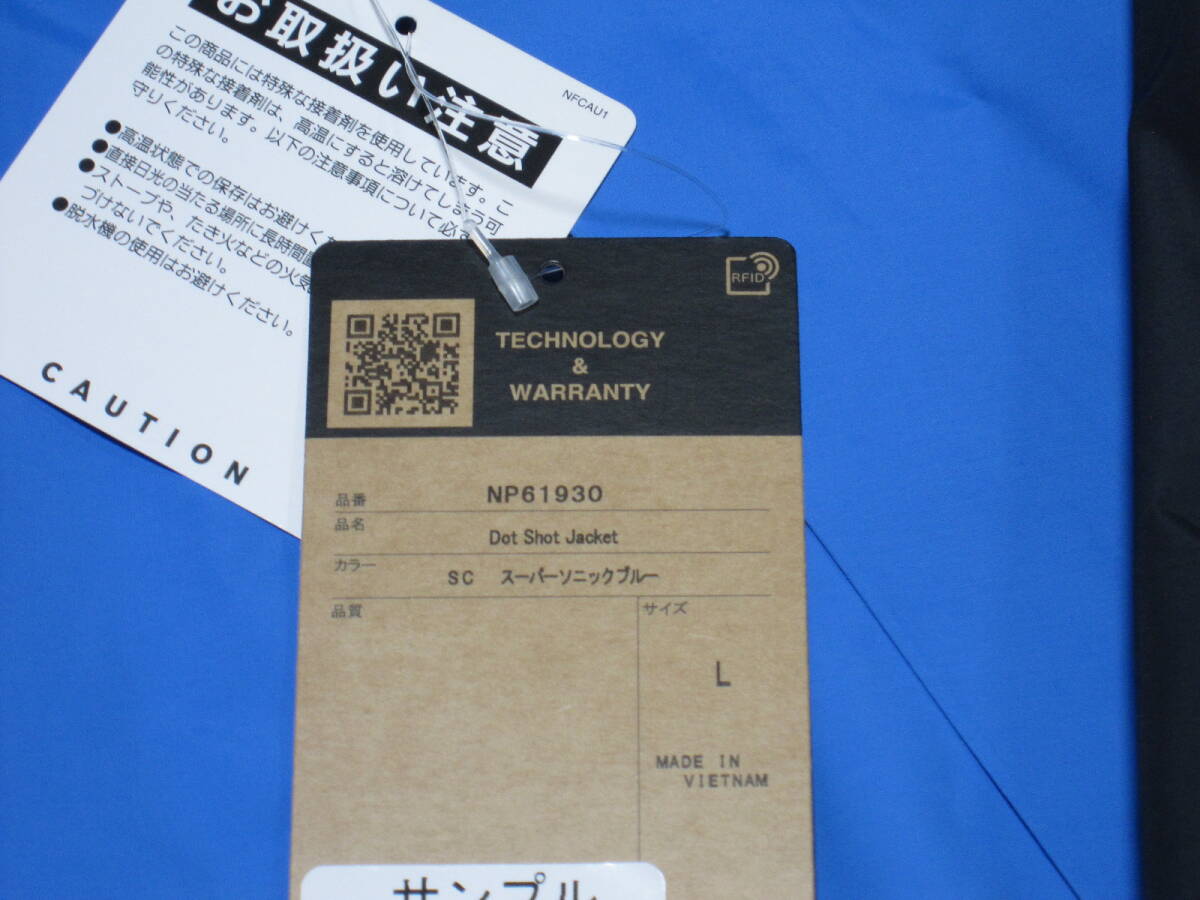 お取扱い注意
NFCAU1
この商品には特殊な接着剤を使用しています。こ
の特殊な接着剤は、高温にすると溶けてしまう可
能性があります。以下の注意事項について必ず
守りください。
●高温状態での保存はお避けくだ
●直接日光の当たる場所に長時間
●ストーブや、たき火などの火気
づけないでください。
●脱水機の使用はお避けください。
CAUTION
RFID
TECHNOLOGY
&
WARRANTY
品番 NP61930
品名 Dot Shot Jacket
カラー SC スーパーソニックブルー
品質 サイズ
L
MADE IN
VIETNAM
サンプル